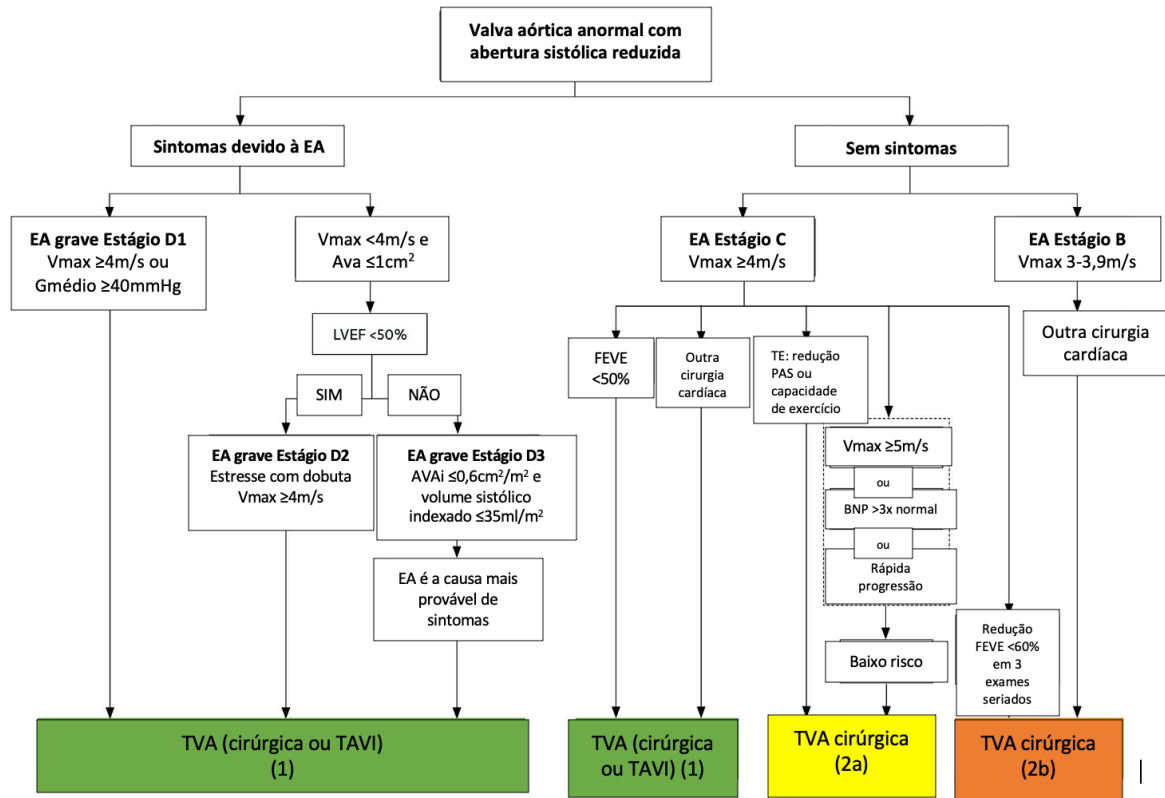 Valva aórtica anormal com
abertura sistólica reduzida
Sintomas devido à EA
Sem sintomas
EA grave Estágio D1
Vmax ≥4m/s ou
Gmédio ≥40mmHg
Vmax <4m/s e
Ava ≤1cm²
EA Estágio C
Vmax ≥4m/s
EA Estágio B
Vmax 3-3,9m/s
LVEF <50%
SIM
NÃO
FEVE
<50%
Outra
cirurgia
cardíaca
TE: redução
PAS ou
capacidade
de exercício
Outra cirurgia
cardíaca
EA grave Estágio D2
Estresse com dobuta
Vmax ≥4m/s
EA grave Estágio D3
AVAi ≤0,6cm²/m² e
volume sistólico
indexado ≤35ml/m²
Vmax ≥5m/s
ou
BNP >3x normal
ou
Rápida
progressão
EA é a causa mais
provável de
sintomas
Baixo risco
Redução
FEVE <60%
em 3
exames
seriados
TVA (cirúrgica ou TAVI)
(1)
TVA (cirúrgica
ou TAVI) (1)
TVA cirúrgica
(2a)
TVA cirúrgica
(2b)